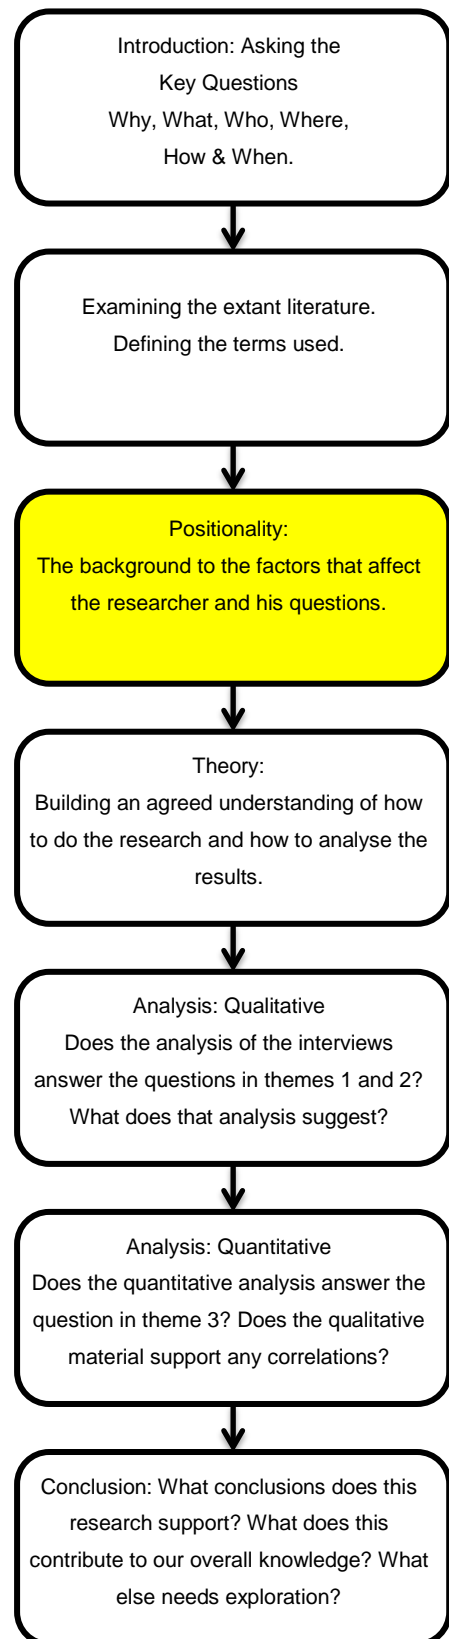 Introduction: Asking the
Key Questions
Why, What, Who, Where,
How & When.
Examining the extant literature.
Defining the terms used.
Positionality:
The background to the factors that affect
the researcher and his questions.
Theory:
Building an agreed understanding of how
to do the research and how to analyse the
results.
Analysis: Qualitative
Does the analysis of the interviews
answer the questions in themes 1 and 2?
What does that analysis suggest?
Analysis: Quantitative
Does the quantitative analysis answer the
question in theme 3? Does the qualitative
material support any correlations?
Conclusion: What conclusions does this
research support? What does this
contribute to our overall knowledge? What
else needs exploration?